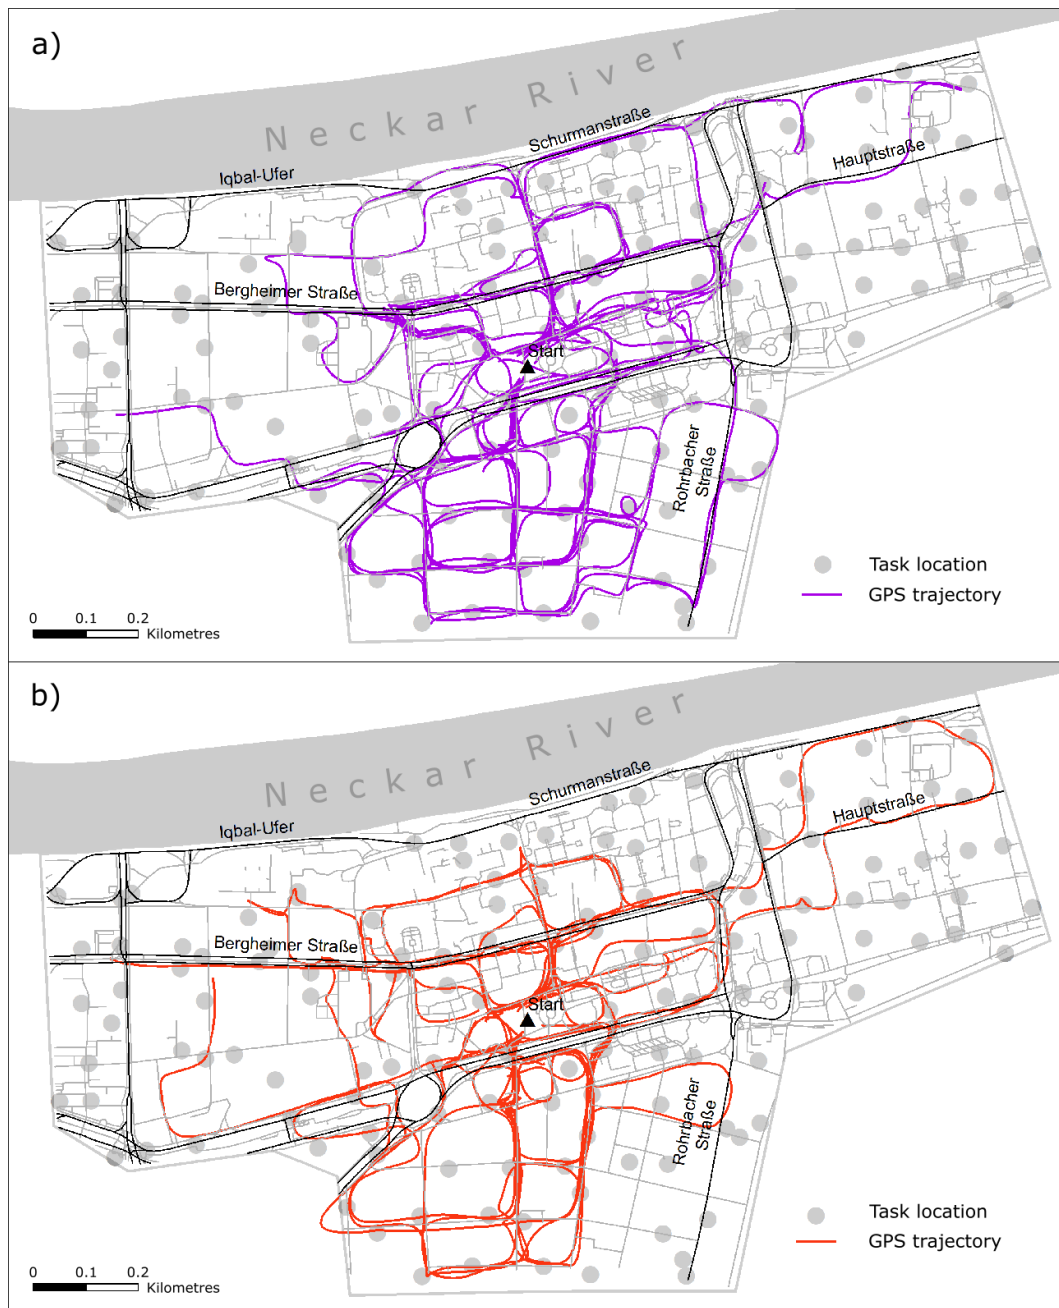 a)
Neckar River
Schurmanstraße
Hauptstraße
Iqbal-Ufer
Bergheimer Straße
Start
Rohrbacher
Straße
Task location
GPS trajectory
0 0.1 0.2
Kilometres
b)
Neckar River
Schurmanstraße
Hauptstraße
Iqbal-Ufer
Bergheimer Straße
Start
Rohrbacher
Straße
Task location
GPS trajectory
0 0.1 0.2
Kilometres